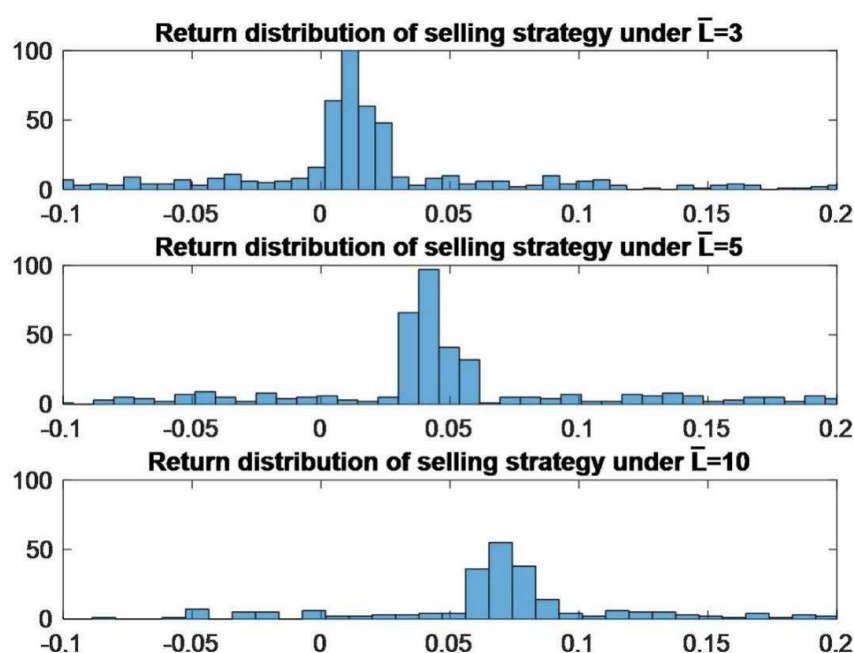 Return distribution of selling strategy under L̅=3
100
50
0
-0.1 -0.05 0 0.05 0.1 0.15 0.2
Return distribution of selling strategy under L̅=5
100
50
0
-0.1 -0.05 0 0.05 0.1 0.15 0.2
Return distribution of selling strategy under L̅=10
100
50
0
-0.1 -0.05 0 0.05 0.1 0.15 0.2